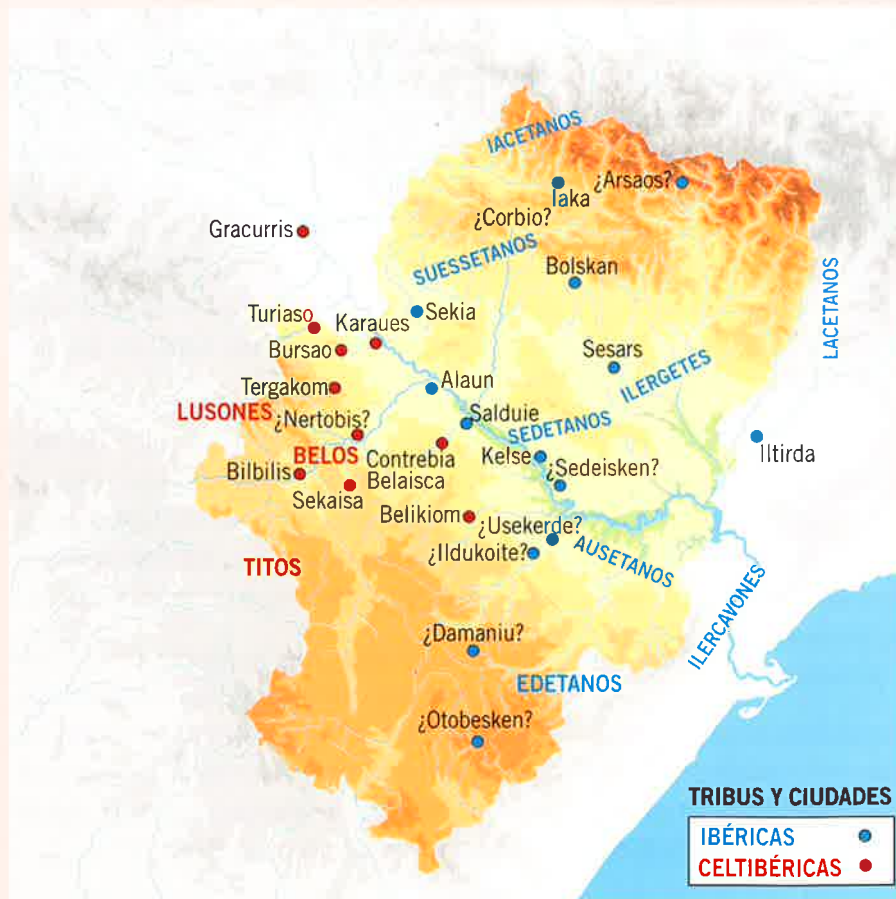 IACETANOS
¿Arsaos?
Iaka
¿Corbio?
Gracurris
SUESSETANOS
Bolskan
LACETANOS
Turiaso
Karaues
Sekia
Bursao
Sesars
Tergakom
Alaun
ILERGETES
LUSONES
¿Nertobis?
Salduie
SEDETANOS
BELOS
Contrebia
Belaisca
Kelse
¿Sedeisken?
Iltirda
Bilbilis
Sekaisa
Belikiom
¿Usekerde?
¿Ildukoite?
AUSETANOS
TITOS
ILERCAVONES
¿Damaniu?
EDETANOS
¿Otobesken?
TRIBUS Y CIUDADES
IBÉRICAS
CELTIBÉRICAS